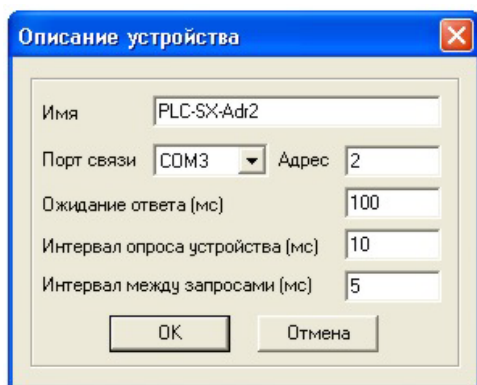 Описание устройства
Имя PLC-SX-Adr2
Порт связи COM3 Адрес 2
Ожидание ответа (мс) 100
Интервал опроса устройства (мс) 10
Интервал между запросами (мс) 5
OK Отмена